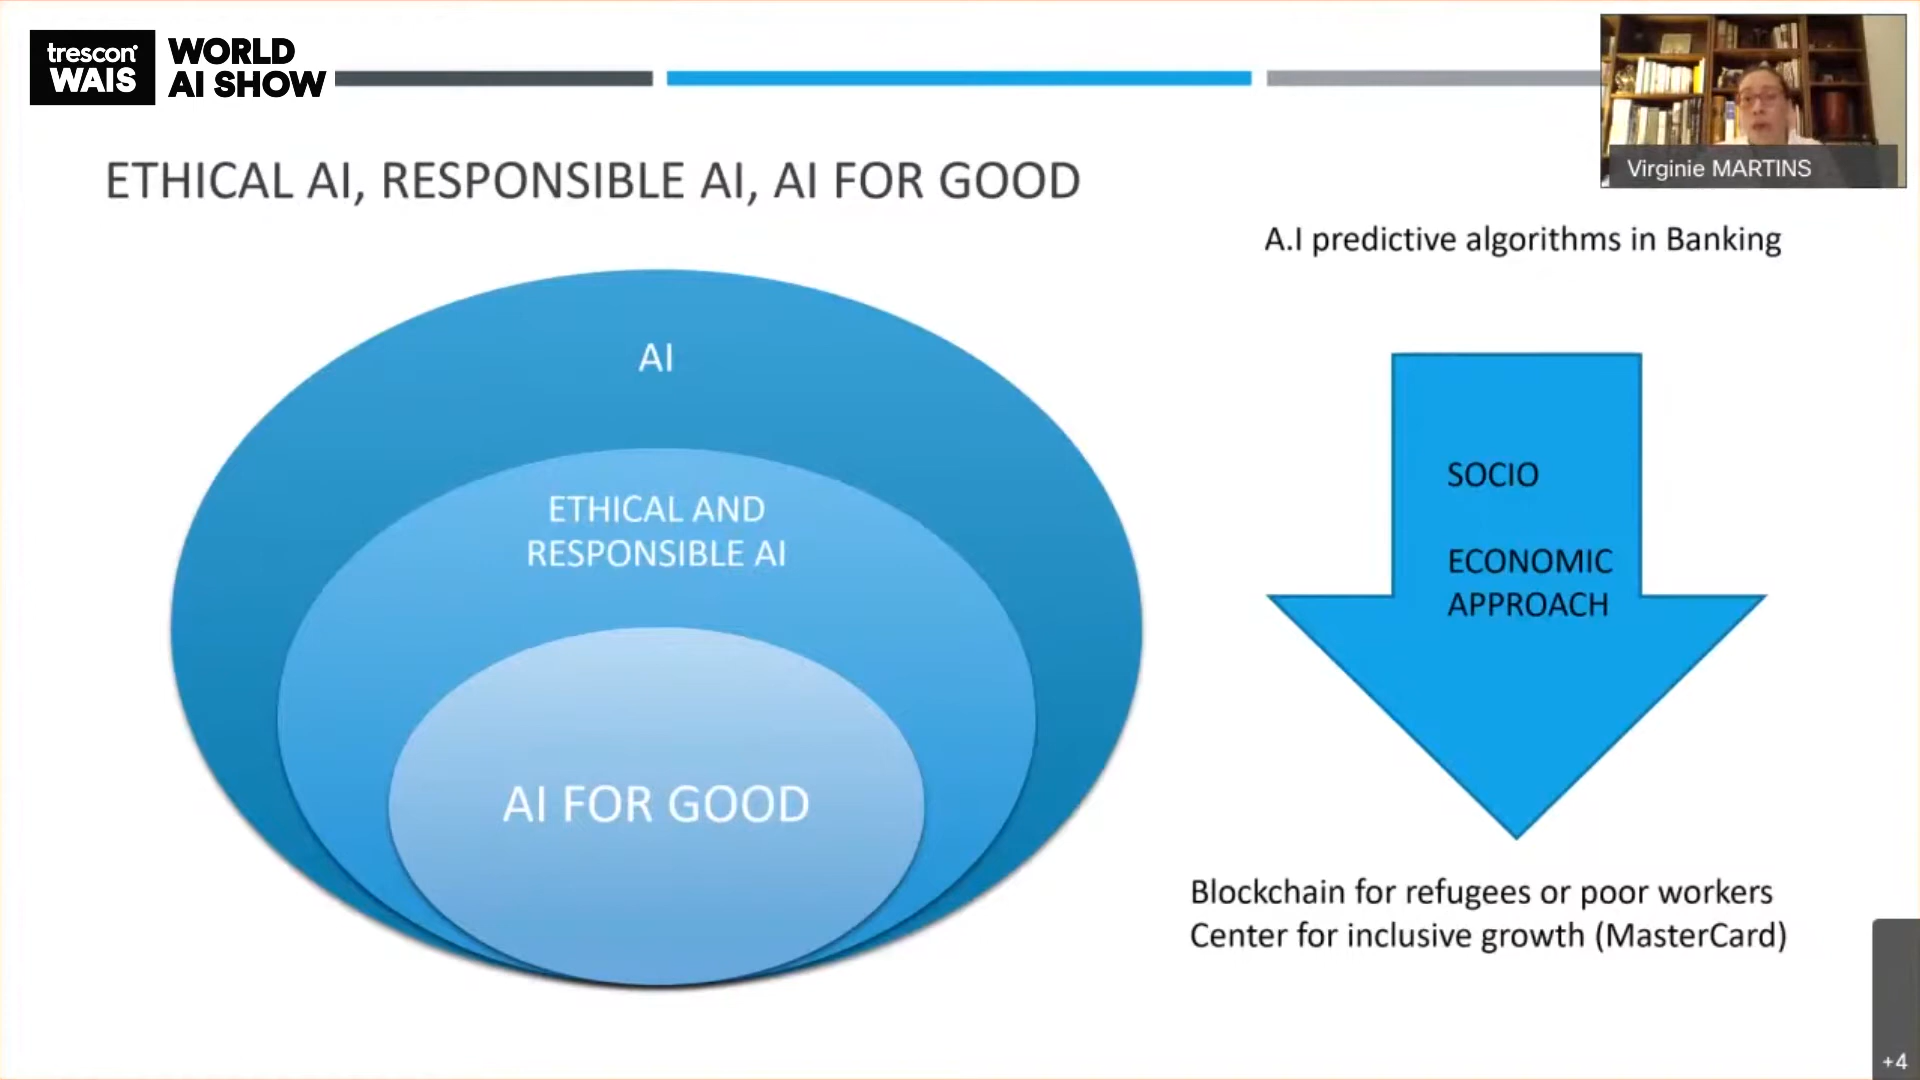 trescon
WAIS
WORLD
AI SHOW
Virginie MARTINS
ETHICAL AI, RESPONSIBLE AI, AI FOR GOOD
A.I predictive algorithms in Banking
AI
ETHICAL AND
RESPONSIBLE AI
AI FOR GOOD
SOCIO
ECONOMIC
APPROACH
Blockchain for refugees or poor workers
Center for inclusive growth (MasterCard)
+4